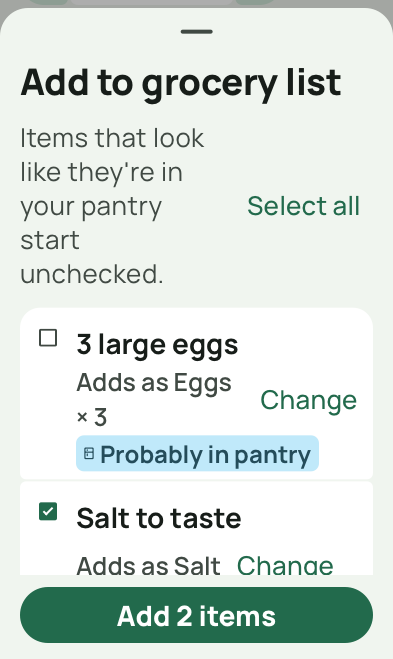 Add to grocery list
Items that look
like they're in
your pantry
start
unchecked.
Select all
3 large eggs
Adds as Eggs
× 3
Change
Probably in pantry
Salt to taste
Adds as Salt
Change
Add 2 items